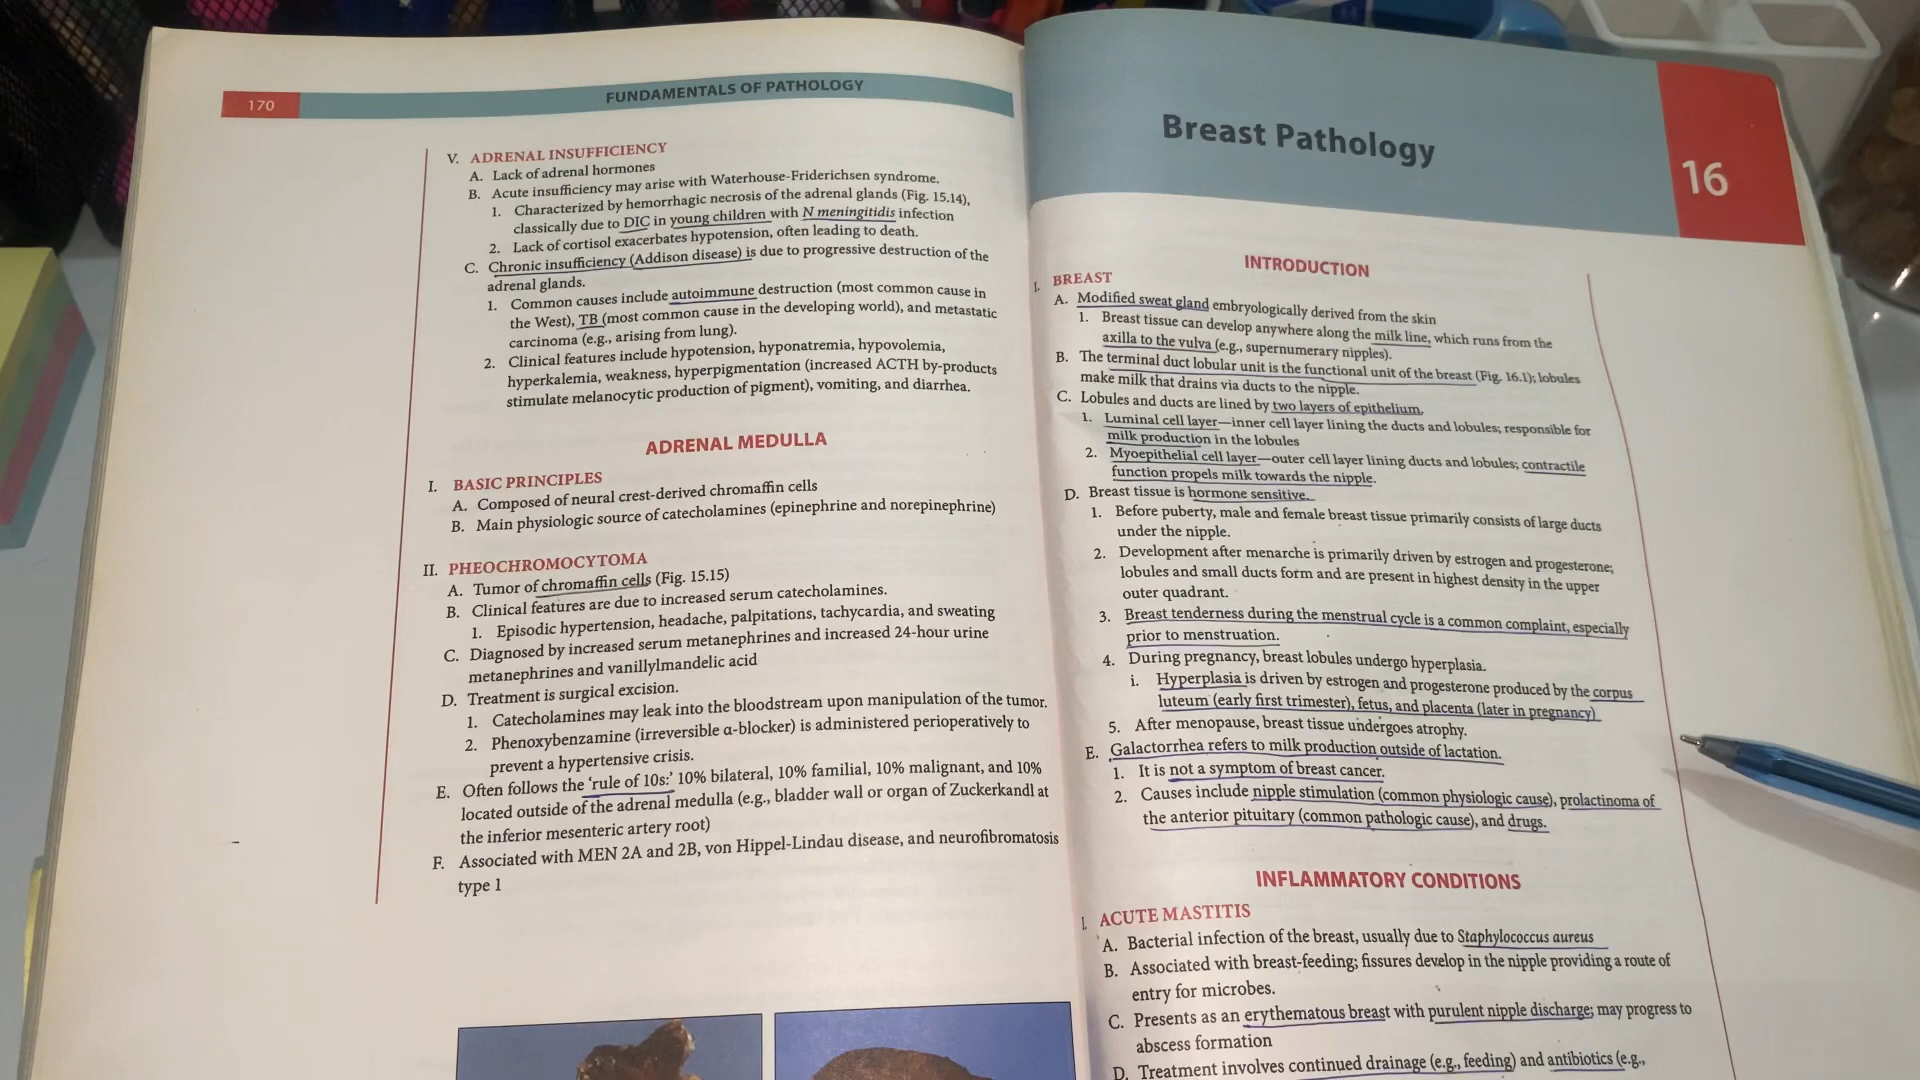 170
FUNDAMENTALS OF PATHOLOGY
V. ADRENAL INSUFFICIENCY
A. Lack of adrenal hormones
B. Acute insufficiency may arise with Waterhouse-Friderichsen syndrome.
1. Characterized by hemorrhagic necrosis of the adrenal glands (Fig. 15.14),
classically due to DIC in young children with N meningitidis infection
2. Lack of cortisol exacerbates hypotension, often leading to death.
C. Chronic insufficiency (Addison disease) is due to progressive destruction of the
adrenal glands.
1. Common causes include autoimmune destruction (most common cause in
the West), TB (most common cause in the developing world), and metastatic
carcinoma (e.g., arising from lung).
2. Clinical features include hypotension, hyponatremia, hypovolemia,
hyperkalemia, weakness, hyperpigmentation (increased ACTH by-products
stimulate melanocytic production of pigment), vomiting, and diarrhea.
ADRENAL MEDULLA
I. BASIC PRINCIPLES
A. Composed of neural crest-derived chromaffin cells
B. Main physiologic source of catecholamines (epinephrine and norepinephrine)
II. PHEOCHROMOCYTOMA
A. Tumor of chromaffin cells (Fig. 15.15)
B. Clinical features are due to increased serum catecholamines.
1. Episodic hypertension, headache, palpitations, tachycardia, and sweating
C. Diagnosed by increased serum metanephrines and increased 24-hour urine
metanephrines and vanillylmandelic acid
D. Treatment is surgical excision.
1. Catecholamines may leak into the bloodstream upon manipulation of the tumor.
2. Phenoxybenzamine (irreversible α-blocker) is administered perioperatively to
prevent a hypertensive crisis.
E. Often follows the 'rule of 10s:' 10% bilateral, 10% familial, 10% malignant, and 10%
located outside of the adrenal medulla (e.g., bladder wall or organ of Zuckerkandl at
the inferior mesenteric artery root)
F. Associated with MEN 2A and 2B, von Hippel-Lindau disease, and neurofibromatosis
type 1
Breast Pathology
16
INTRODUCTION
I. BREAST
A. Modified sweat gland embryologically derived from the skin
1. Breast tissue can develop anywhere along the milk line, which runs from the
axilla to the vulva (e.g., supernumerary nipples).
B. The terminal duct lobular unit is the functional unit of the breast (Fig. 16.1); lobules
make milk that drains via ducts to the nipple.
C. Lobules and ducts are lined by two layers of epithelium.
1. Luminal cell layer—inner cell layer lining the ducts and lobules; responsible for
milk production in the lobules
2. Myoepithelial cell layer—outer cell layer lining ducts and lobules; contractile
function propels milk towards the nipple.
D. Breast tissue is hormone sensitive.
1. Before puberty, male and female breast tissue primarily consists of large ducts
under the nipple.
2. Development after menarche is primarily driven by estrogen and progesterone;
lobules and small ducts form and are present in highest density in the upper
outer quadrant.
3. Breast tenderness during the menstrual cycle is a common complaint, especially
prior to menstruation.
4. During pregnancy, breast lobules undergo hyperplasia.
i. Hyperplasia is driven by estrogen and progesterone produced by the corpus
luteum (early first trimester), fetus, and placenta (later in pregnancy)
5. After menopause, breast tissue undergoes atrophy.
E. Galactorrhea refers to milk production outside of lactation.
1. It is not a symptom of breast cancer.
2. Causes include nipple stimulation (common physiologic cause), prolactinoma of
the anterior pituitary (common pathologic cause), and drugs.
INFLAMMATORY CONDITIONS
I. ACUTE MASTITIS
A. Bacterial infection of the breast, usually due to Staphylococcus aureus
B. Associated with breast-feeding; fissures develop in the nipple providing a route of
entry for microbes.
C. Presents as an erythematous breast with purulent nipple discharge; may progress to
abscess formation
D. Treatment involves continued drainage (e.g., feeding) and antibiotics (e.g.,